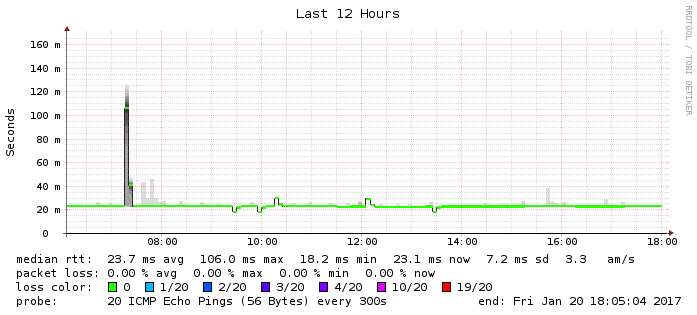 Last 12 Hours
RRDTOOL / TOBI OETIKER
Seconds
160 m
140 m
120 m
100 m
80 m
60 m
40 m
20 m
0
08:00 10:00 12:00 14:00 16:00 18:00
median rtt: 23.7 ms avg 106.0 ms max 18.2 ms min 23.1 ms now 7.2 ms sd 3.3 am/s
packet loss: 0.00 % avg 0.00 % max 0.00 % min 0.00 % now
loss color: 0 1/20 2/20 3/20 4/20 10/20 19/20
probe: 20 ICMP Echo Pings (56 Bytes) every 300s end: Fri Jan 20 18:05:04 2017